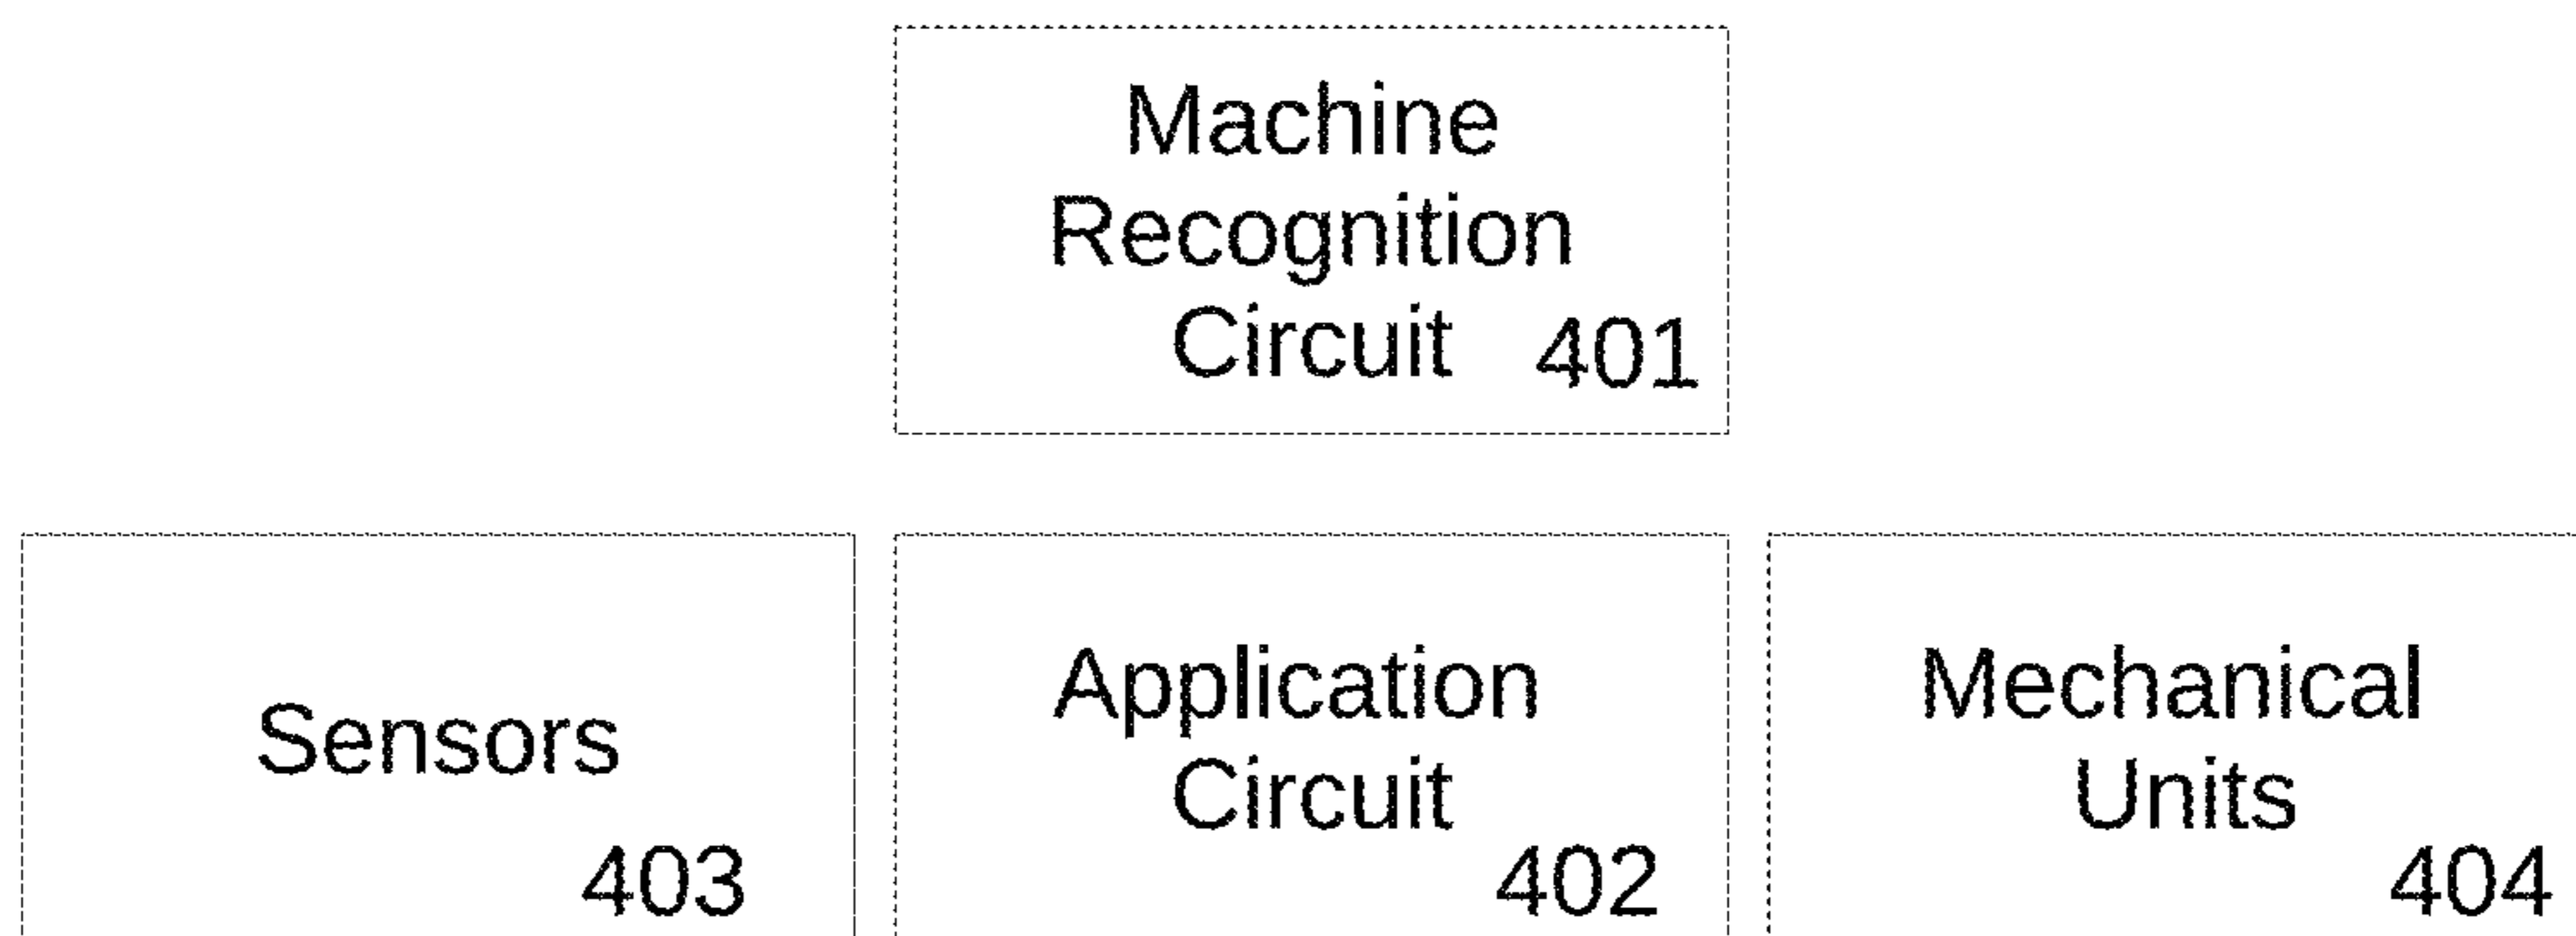 Machine
Recognition
Circuit 401
Sensors
403
Application
Circuit
402
Mechanical
Units
404